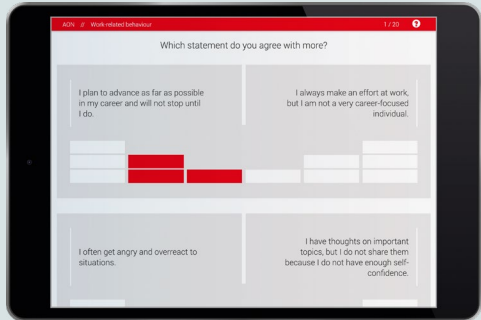 AON // Work-related behaviour
1 / 20 ?
Which statement do you agree with more?
I plan to advance as far as possible
in my career and will not stop until
I do.
I always make an effort at work,
but I am not a very career-focused
individual.
I often get angry and overreact to
situations.
I have thoughts on important
topics, but I do not share them
because I do not have enough self-
confidence.